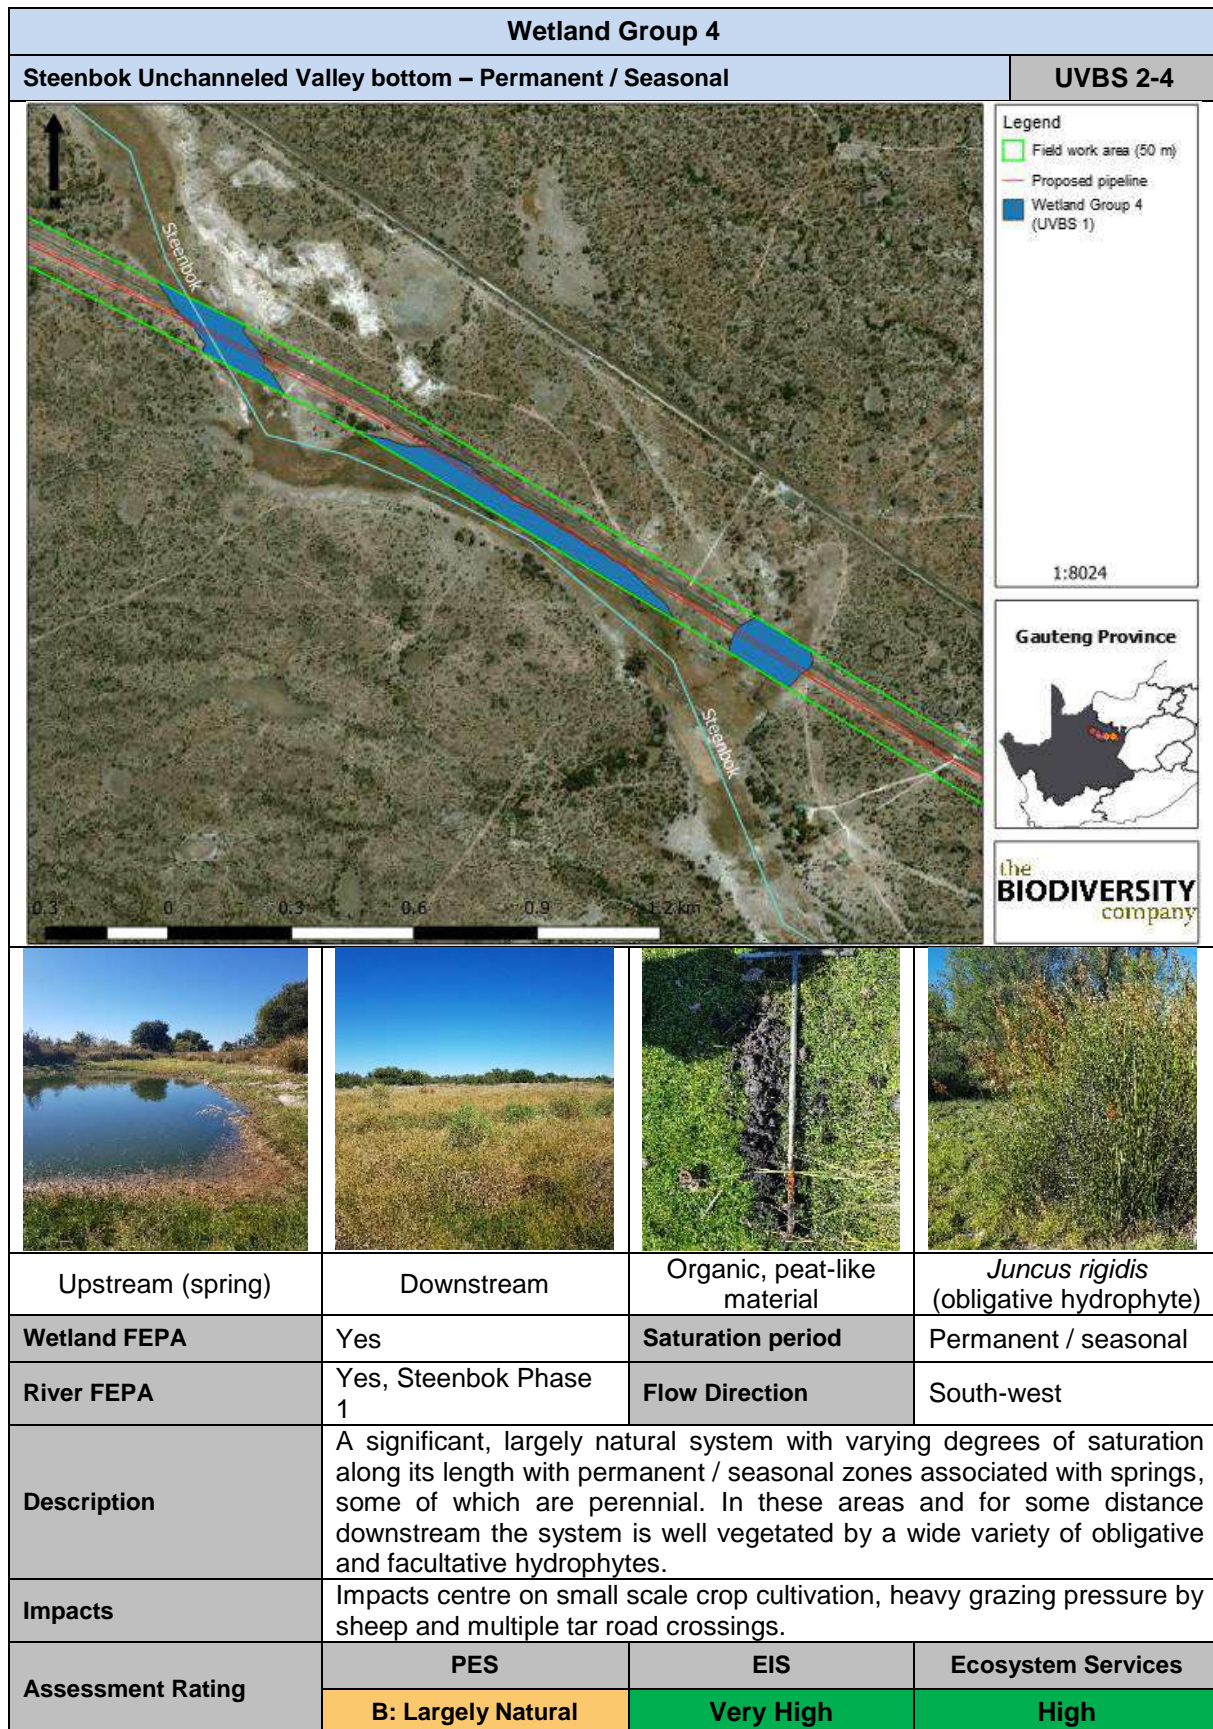 Wetland Group 4
Steenbok Unchanneled Valley bottom – Permanent / Seasonal
UVBS 2-4
Legend
Field work area (50 m)
Proposed pipeline
Wetland Group 4
(UVBS 1)
1:8024
Steenbok
Steenbok
0.3 0 0.3 0.6 0.9 1.2 km
Gauteng Province
the
BIODIVERSITY
company
Upstream (spring)
Downstream
Organic, peat-like
material
Juncus rigidis
(obligative hydrophyte)
Wetland FEPA
Yes
Saturation period
Permanent / seasonal
River FEPA
Yes, Steenbok Phase
1
Flow Direction
South-west
Description
A significant, largely natural system with varying degrees of saturation
along its length with permanent / seasonal zones associated with springs,
some of which are perennial. In these areas and for some distance
downstream the system is well vegetated by a wide variety of obligative
and facultative hydrophytes.
Impacts
Impacts centre on small scale crop cultivation, heavy grazing pressure by
sheep and multiple tar road crossings.
Assessment Rating
PES
EIS
Ecosystem Services
B: Largely Natural
Very High
High